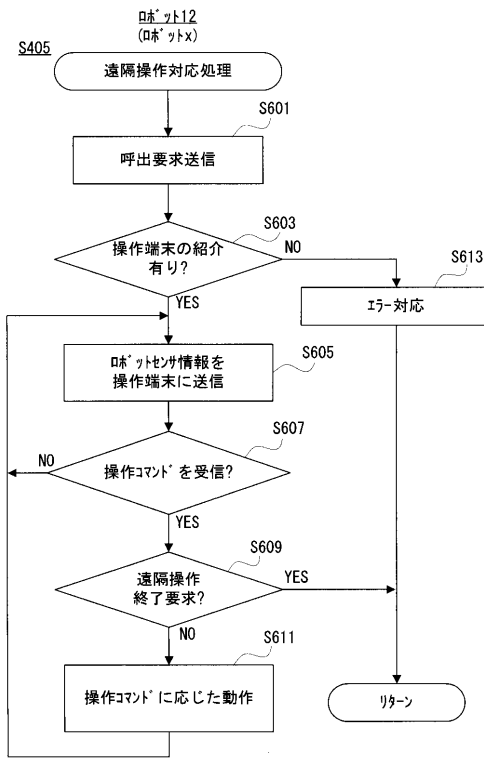 ﾛﾎﾞｯﾄ12
(ﾛﾎﾞｯﾄx)
S405
遠隔操作対応処理
S601
呼出要求送信
S603
操作端末の紹介
有り?
NO
YES
S613
ｴﾗｰ対応
ﾛﾎﾞｯﾄｾﾝｻ情報を
操作端末に送信
S605
S607
NO
操作ｺﾏﾝﾄﾞを受信?
YES
S609
遠隔操作
終了要求?
YES
NO
S611
操作ｺﾏﾝﾄﾞに応じた動作
ﾘﾀｰﾝ